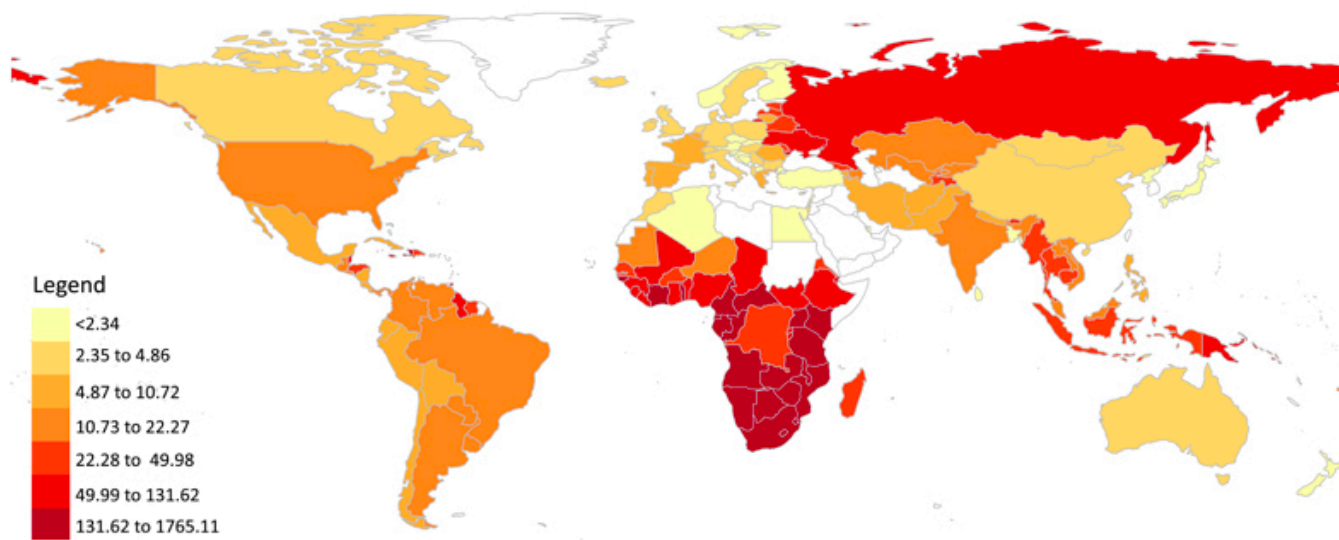 Legend
<2.34
2.35 to 4.86
4.87 to 10.72
10.73 to 22.27
22.28 to 49.98
49.99 to 131.62
131.62 to 1765.11